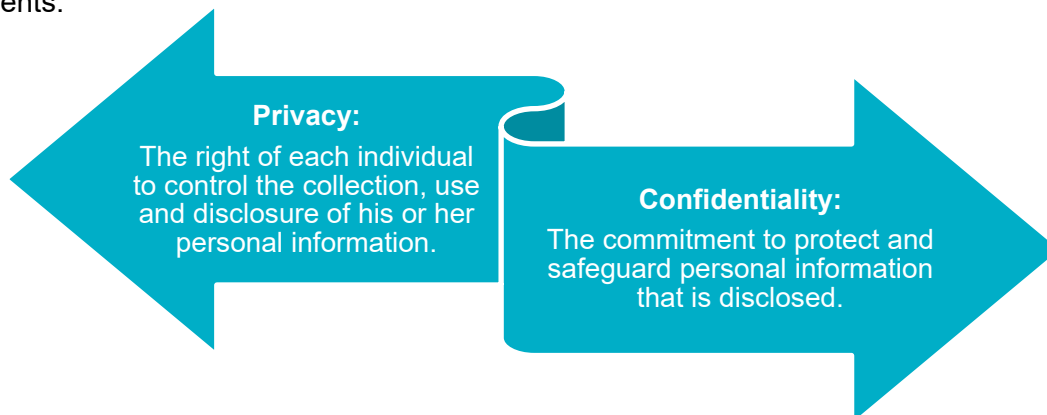 ents.
Privacy:
The right of each individual
to control the collection, use
and disclosure of his or her
personal information.
Confidentiality:
The commitment to protect and
safeguard personal information
that is disclosed.